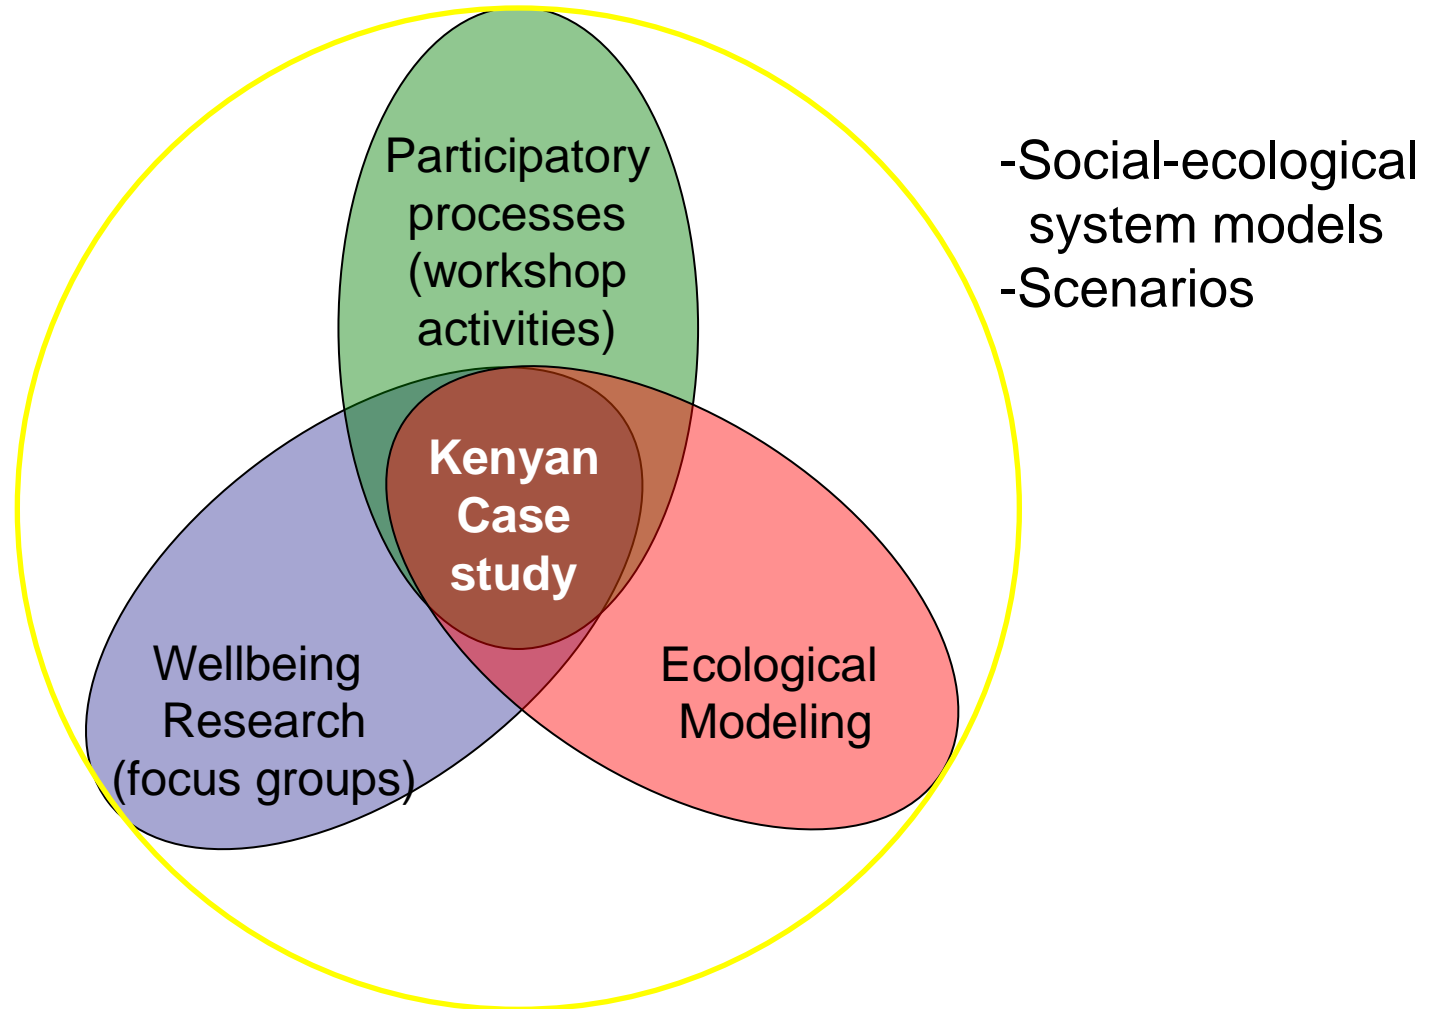 Participatory
processes
(workshop
activities)
-Social-ecological
system models
-Scenarios
Kenyan
Case
study
Wellbeing
Research
(focus groups)
Ecological
Modeling